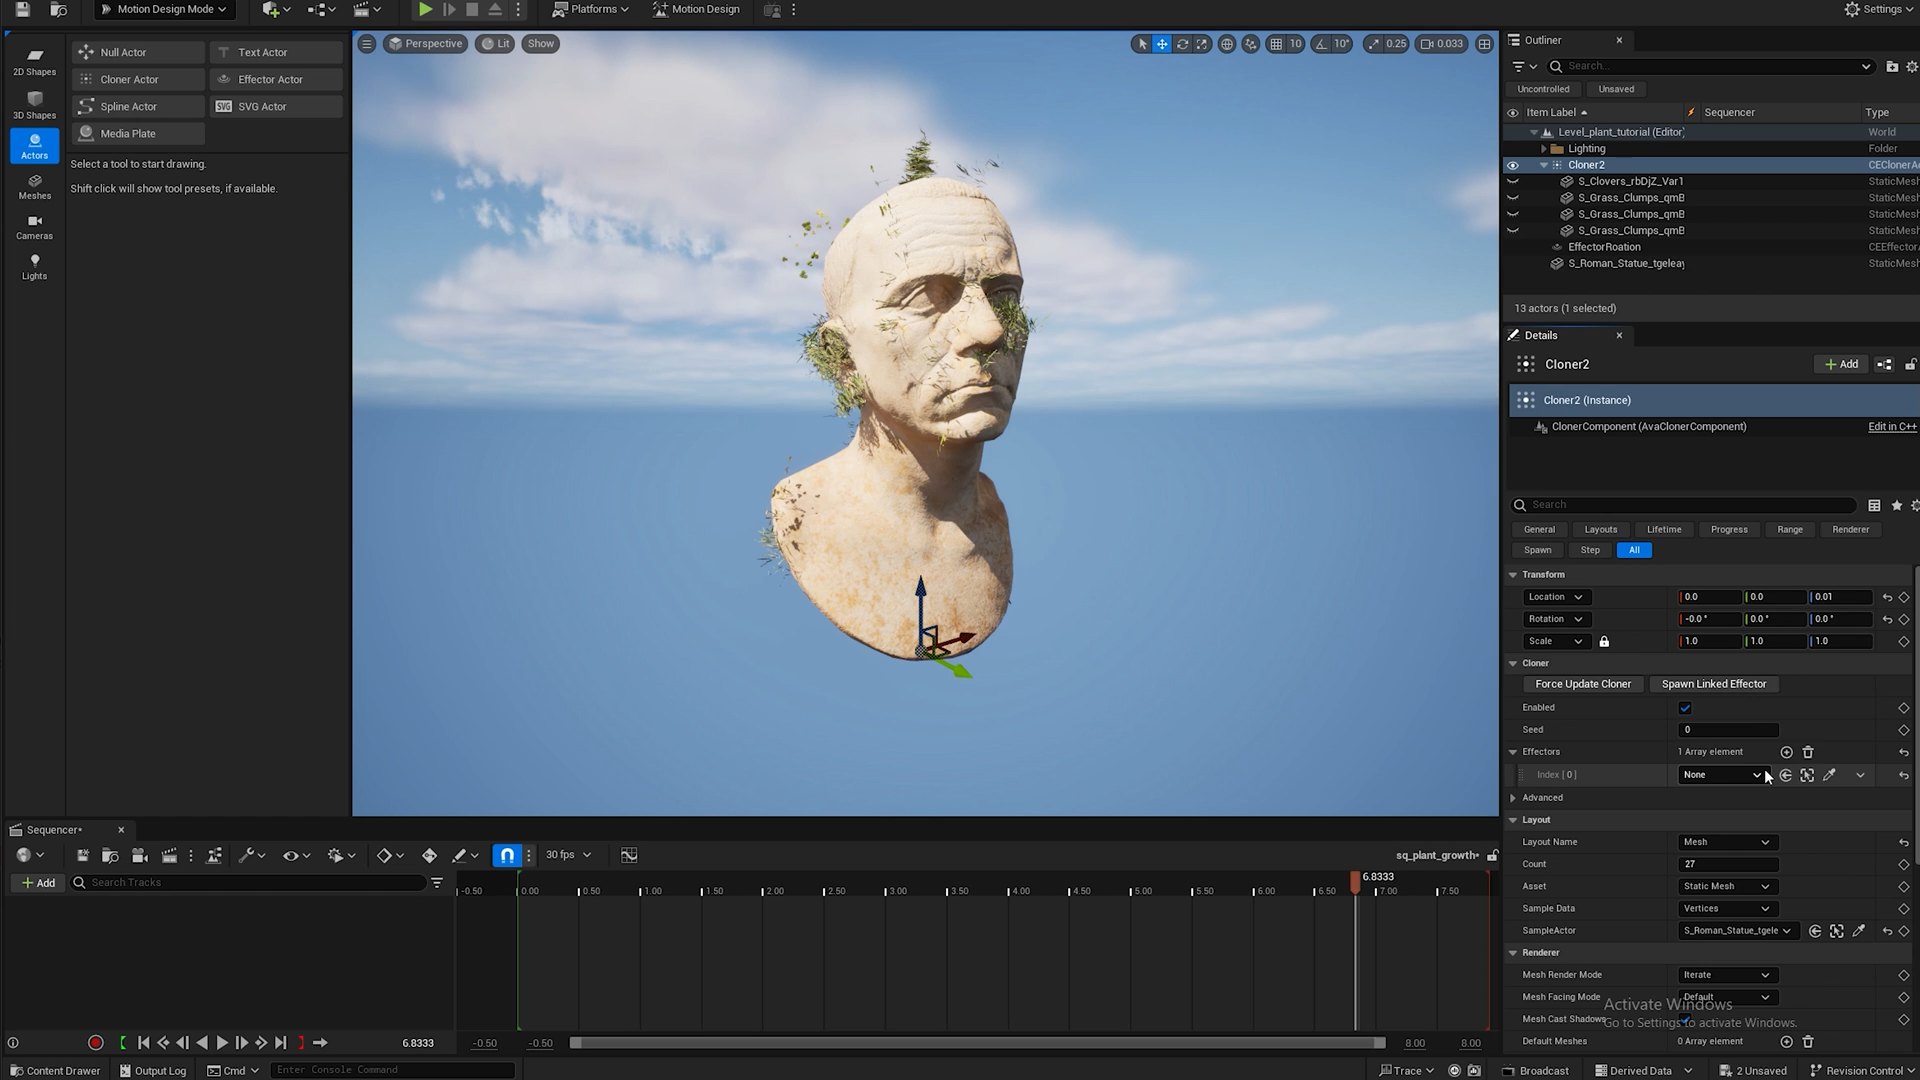 Motion Design Mode
Platforms
Motion Design
Settings
2D Shapes
3D Shapes
Actors
Meshes
Cameras
Lights
Null Actor
Text Actor
Cloner Actor
Effector Actor
Spline Actor
SVG
SVG Actor
Media Plate
Select a tool to start drawing.
Shift click will show tool presets, if available.
Perspective
Lit
Show
10
10°
0.25
0.033
Outliner
Search...
Uncontrolled
Unsaved
Item Label
Sequencer
Type
Level_plant_tutorial (Editor)
World
Lighting
Folder
Cloner2
CEClonerAc
S_Clovers_rbDjZ_Var1
StaticMesh
S_Grass_Clumps_qmB
StaticMesh
S_Grass_Clumps_qmB
StaticMesh
S_Grass_Clumps_qmB
StaticMesh
EffectorRoation
CEEffector
S_Roman_Statue_tgeleay
StaticMesh
13 actors (1 selected)
Details
Cloner2
Add
Cloner2 (Instance)
ClonerComponent (AvaClonerComponent)
Edit in C++
Search
General
Layouts
Lifetime
Progress
Range
Renderer
Spawn
Step
All
Transform
Location
0.0
0.0
0.01
Rotation
-0.0 °
0.0 °
0.0 °
Scale
1.0
1.0
1.0
Cloner
Force Update Cloner
Spawn Linked Effector
Enabled
Seed
0
Effectors
1 Array element
Index [ 0 ]
None
Advanced
Layout
Layout Name
Mesh
Count
27
Asset
Static Mesh
Sample Data
Vertices
SampleActor
S_Roman_Statue_tgele
Renderer
Mesh Render Mode
Iterate
Mesh Facing Mode
Default
Mesh Cast Shadows
Default Meshes
0 Array element
Activate Windows
Go to Settings to activate Windows.
Sequencer*
30 fps
sq_plant_growth*
Add
Search Tracks
6.8333
-0.50
0.00
0.50
1.00
1.50
2.00
2.50
3.00
3.50
4.00
4.50
5.00
5.50
6.00
6.50
7.00
7.50
6.8333
-0.50
-0.50
8.00
8.00
Content Drawer
Output Log
Cmd
Enter Console Command
Trace
Broadcast
Derived Data
2 Unsaved
Revision Control